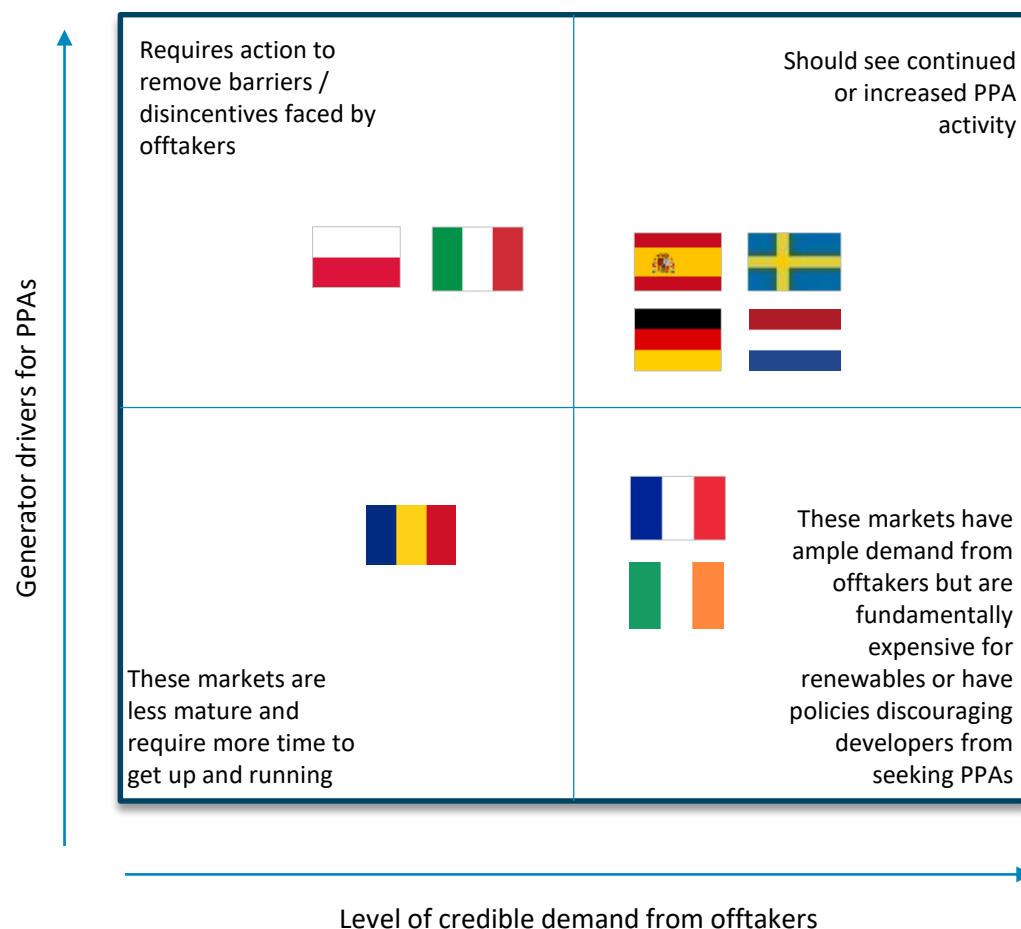 Requires action to
remove barriers /
disincentives faced by
offtakers
Should see continued
or increased PPA
activity
Generator drivers for PPAs
These markets are
less mature and
require more time to
get up and running
These markets have
ample demand from
offtakers but are
fundamentally
expensive for
renewables or have
policies discouraging
developers from
seeking PPAs
Level of credible demand from offtakers